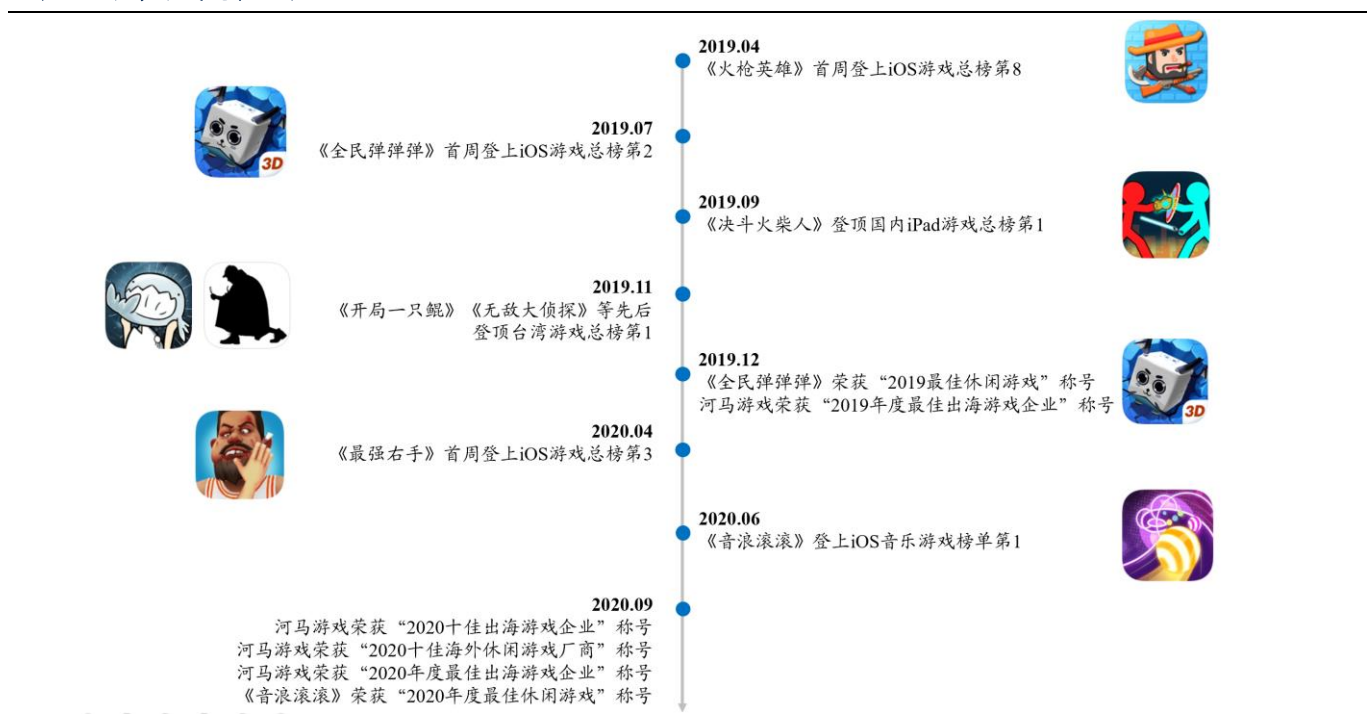 2019.04
《火枪英雄》首周登上iOS游戏总榜第8
3D
2019.07
《全民弹弹弹》首周登上iOS游戏总榜第2
2019.09
《决斗火柴人》登顶国内iPad游戏总榜第1
2019.11
《开局一只鲲》《无敌大侦探》等先后
登顶台湾游戏总榜第1
2019.12
《全民弹弹弹》荣获“2019最佳休闲游戏”称号
河马游戏荣获“2019年度最佳出海游戏企业”称号
3D
2020.04
《最强右手》首周登上iOS游戏总榜第3
2020.06
《音浪滚滚》登上iOS音乐游戏榜单第1
2020.09
河马游戏荣获“2020十佳出海游戏企业”称号
河马游戏荣获“2020十佳海外休闲游戏厂商”称号
河马游戏荣获“2020年度最佳出海游戏企业”称号
《音浪滚滚》荣获“2020年度最佳休闲游戏”称号